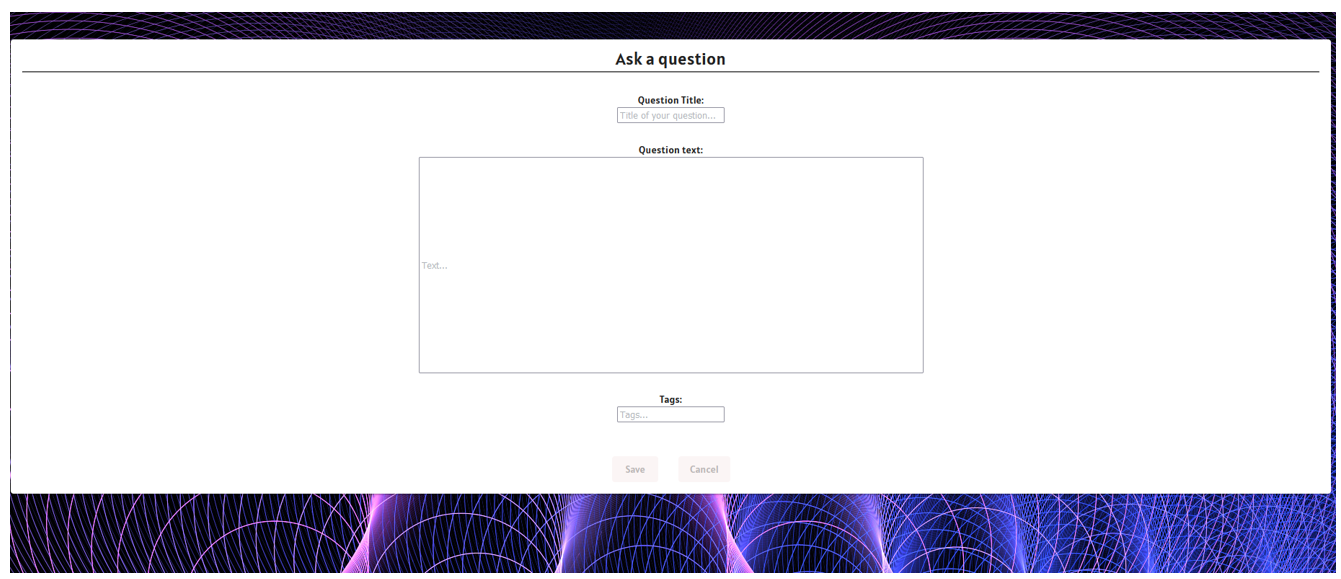 Ask a question
Question Title:
Title of your question...
Question text:
Text...
Tags:
Tags...
Save Cancel